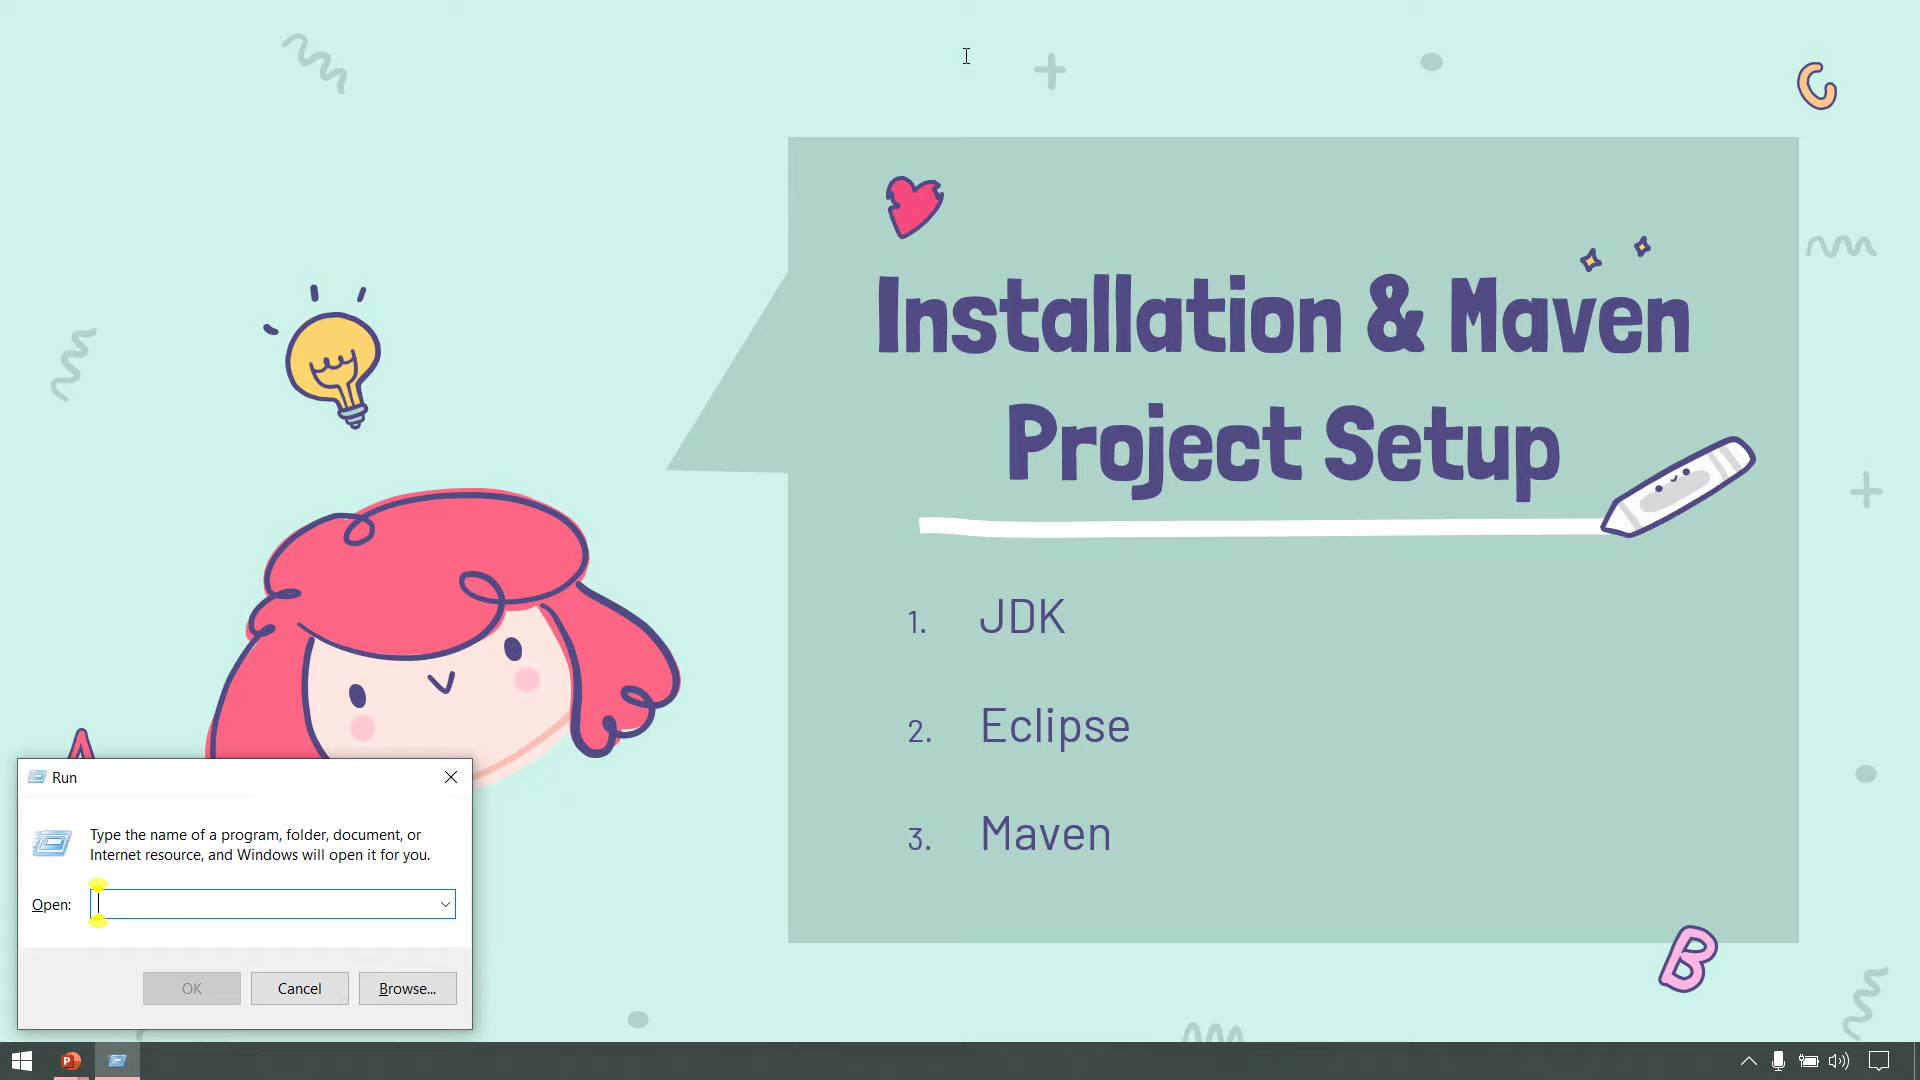 C
Installation & Maven
Project Setup
1. JDK
2. Eclipse
3. Maven
A
B
Run
Type the name of a program, folder, document, or
Internet resource, and Windows will open it for you.
Open:
OK Cancel Browse...
P